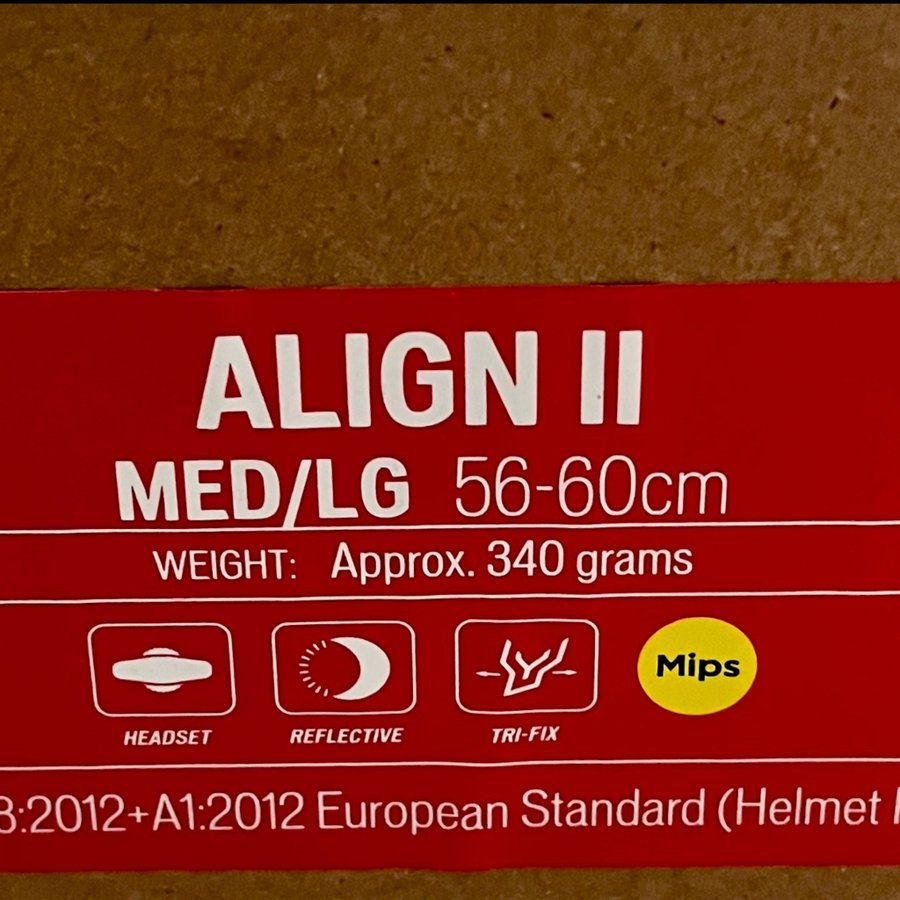 ALIGN II
MED/LG 56-60cm
WEIGHT: Approx. 340 grams
HEADSET REFLECTIVE TRI-FIX Mips
:2012+A1:2012 European Standard (Helmet